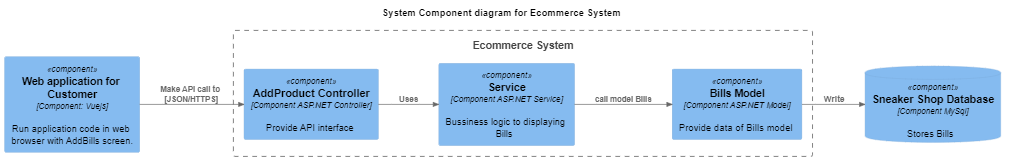 System Component diagram for Ecommerce System
Ecommerce System
«component»
Web application for
Customer
[Component: Vuejs]
Run application code in web
browser with AddBills screen.
Make API call to
[JSON/HTTPS]
«component»
AddProduct Controller
[Component ASP.NET Controller]
Provide API interface
Uses
«component»
Service
[Component ASP.NET Service]
Bussiness logic to displaying
Bills
call model Bills
«component»
Bills Model
[Component ASP.NET Model]
Provide data of Bills model
Write
«component»
Sneaker Shop Database
[Component MySql]
Stores Bills